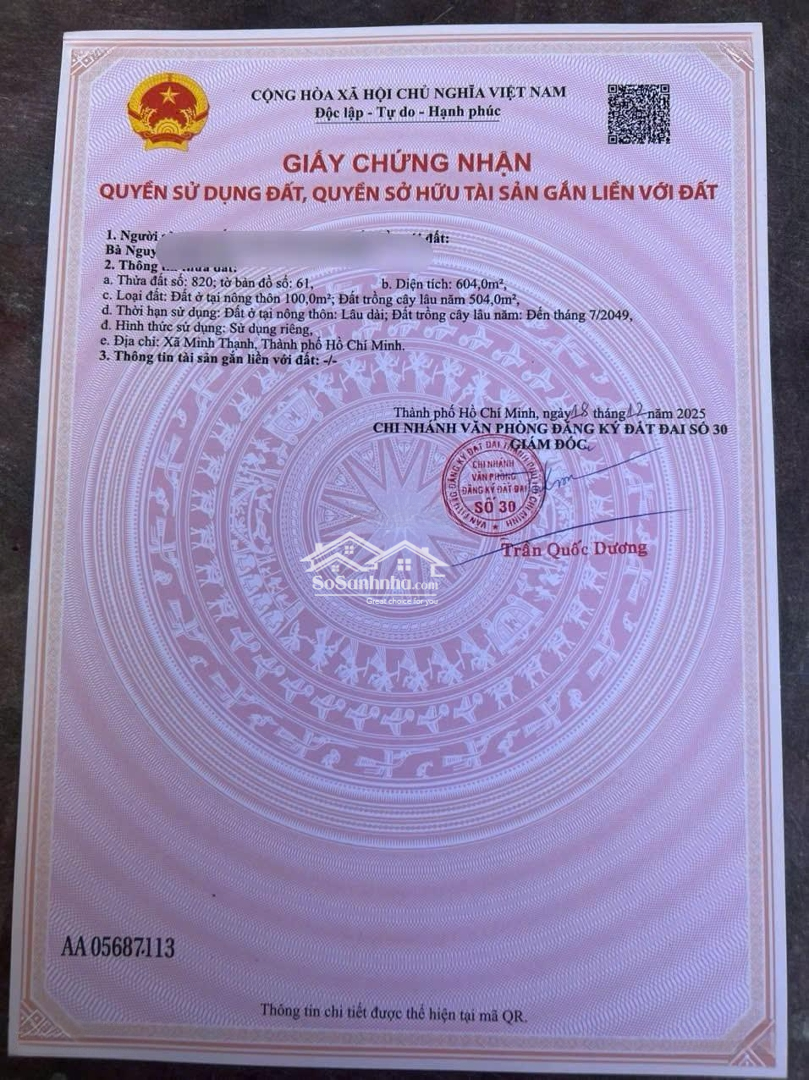 CỘNG HÒA XÃ HỘI CHỦ NGHĨA VIỆT NAM
Độc lập - Tự do - Hạnh phúc
GIẤY CHỨNG NHẬN
QUYỀN SỬ DỤNG ĐẤT, QUYỀN SỞ HỮU TÀI SẢN GẮN LIỀN VỚI ĐẤT
1. Người đất:
Bà Nguy
2. Thông tin thửa đất:
a. Thửa đất số: 820; tờ bản đồ số: 61, b. Diện tích: 604,0m²,
c. Loại đất: Đất ở tại nông thôn 100,0m²; Đất trồng cây lâu năm 504,0m²,
d. Thời hạn sử dụng: Đất ở tại nông thôn: Lâu dài; Đất trồng cây lâu năm: Đến tháng 7/2049,
đ. Hình thức sử dụng: Sử dụng riêng,
e. Địa chỉ: Xã Minh Thạnh, Thành phố Hồ Chí Minh.
3. Thông tin tài sản gắn liền với đất: -/-
Thành phố Hồ Chí Minh, ngày 18 tháng 12 năm 2025
CHI NHÁNH VĂN PHÒNG ĐĂNG KÝ ĐẤT ĐAI SỐ 30
GIÁM ĐỐC
CHI NHÁNH
VĂN PHÒNG
ĐĂNG KÝ ĐẤT ĐAI
SỐ 30
Trần Quốc Dương
SoSanhnha.com
Great choice for you
AA 05687113
Thông tin chi tiết được thể hiện tại mã QR.